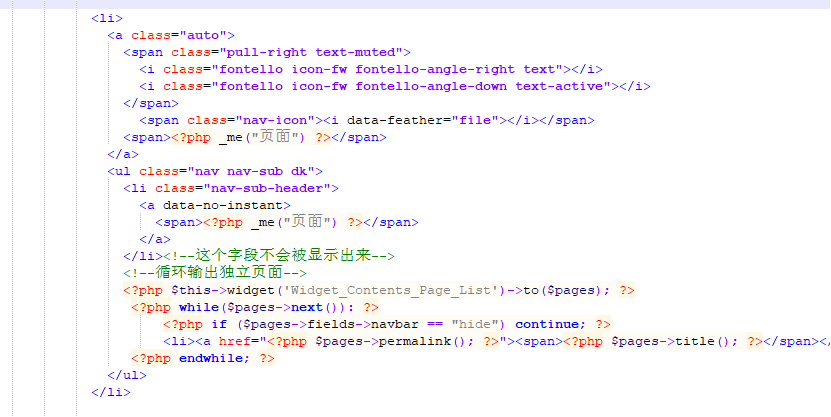 <li>
<a class="auto">
<span class="pull-right text-muted">
<i class="fontello icon-fw fontello-angle-right text"></i>
<i class="fontello icon-fw fontello-angle-down text-active"></i>
</span>
<span class="nav-icon"><i data-feather="file"></i></span>
<span><?php _me("页面") ?></span>
</a>
<ul class="nav nav-sub dk">
<li class="nav-sub-header">
<a data-no-instant>
<span><?php _me("页面") ?></span>
</a>
</li><!--这个字段不会被显示出来-->
<!--循环输出独立页面-->
<?php $this->widget('Widget_Contents_Page_List')->to($pages); ?>
<?php while($pages->next()): ?>
<?php if ($pages->fields->navbar == "hide") continue; ?>
<li><a href="<?php $pages->permalink(); ?>"><span><?php $pages->title(); ?></span></
<?php endwhile; ?>
</ul>
</li>